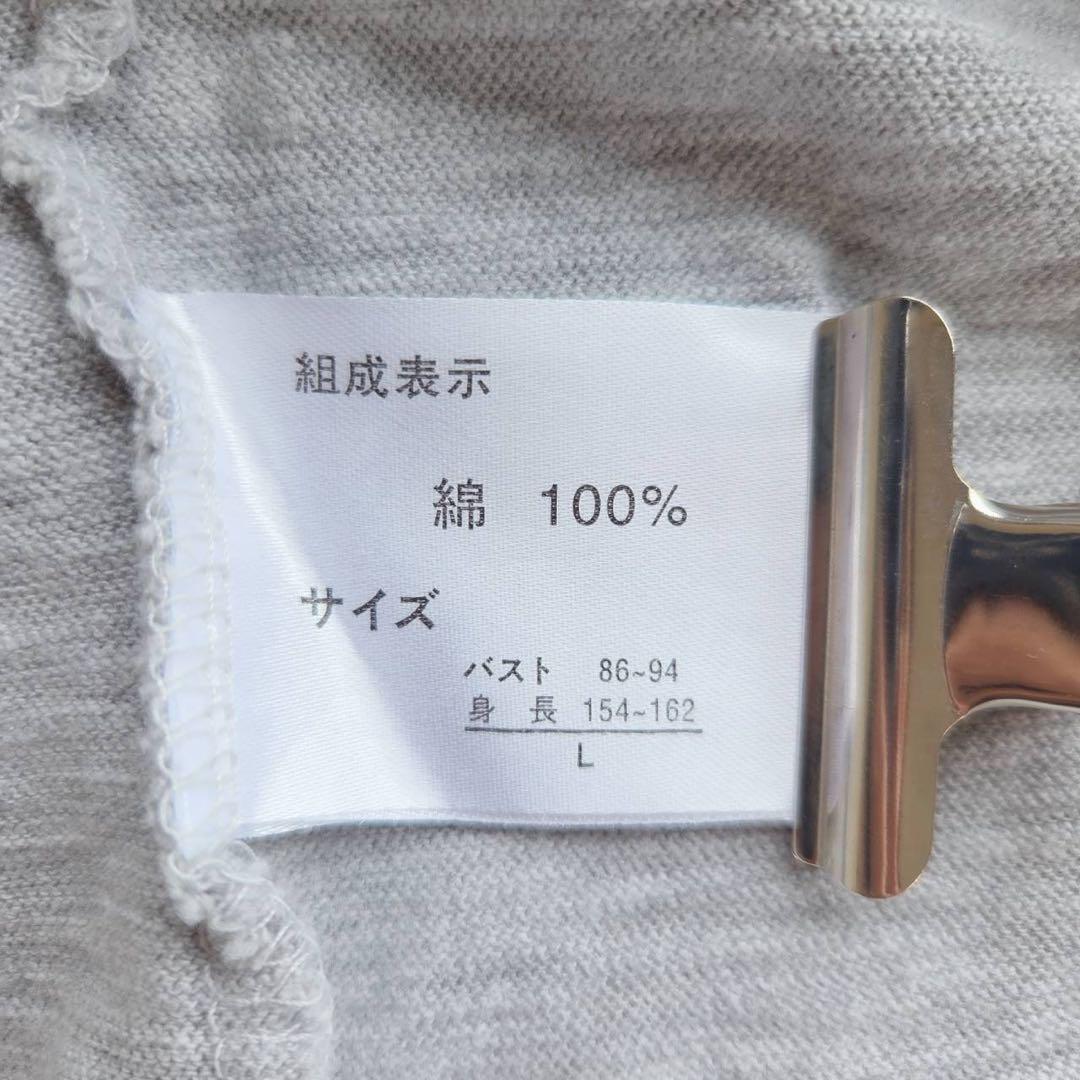 組成表示
綿 100%
サイズ
バスト 86~94
身 長 154~162
L